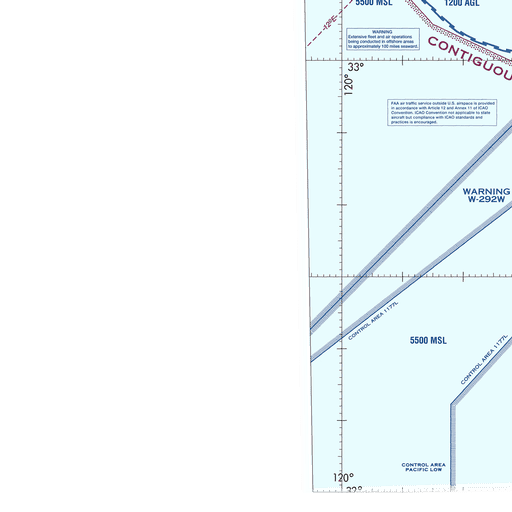 5500 MSL
1200 AGL
12°E
WARNING
Extensive fleet and air operations
being conducted in offshore areas
to approximately 100 miles seaward.
CONTIGUOU
33°
120°
FAA air traffic service outside U.S. airspace is provided
in accordance with Article 12 and Annex 11 of ICAO
Convention. ICAO Convention not applicable to state
aircraft but compliance with ICAO standards and
practices is encouraged.
WARNING
W-292W
CONTROL AREA 1177L
5500 MSL
CONTROL AREA 1177L
CONTROL AREA
PACIFIC LOW
120°
32°